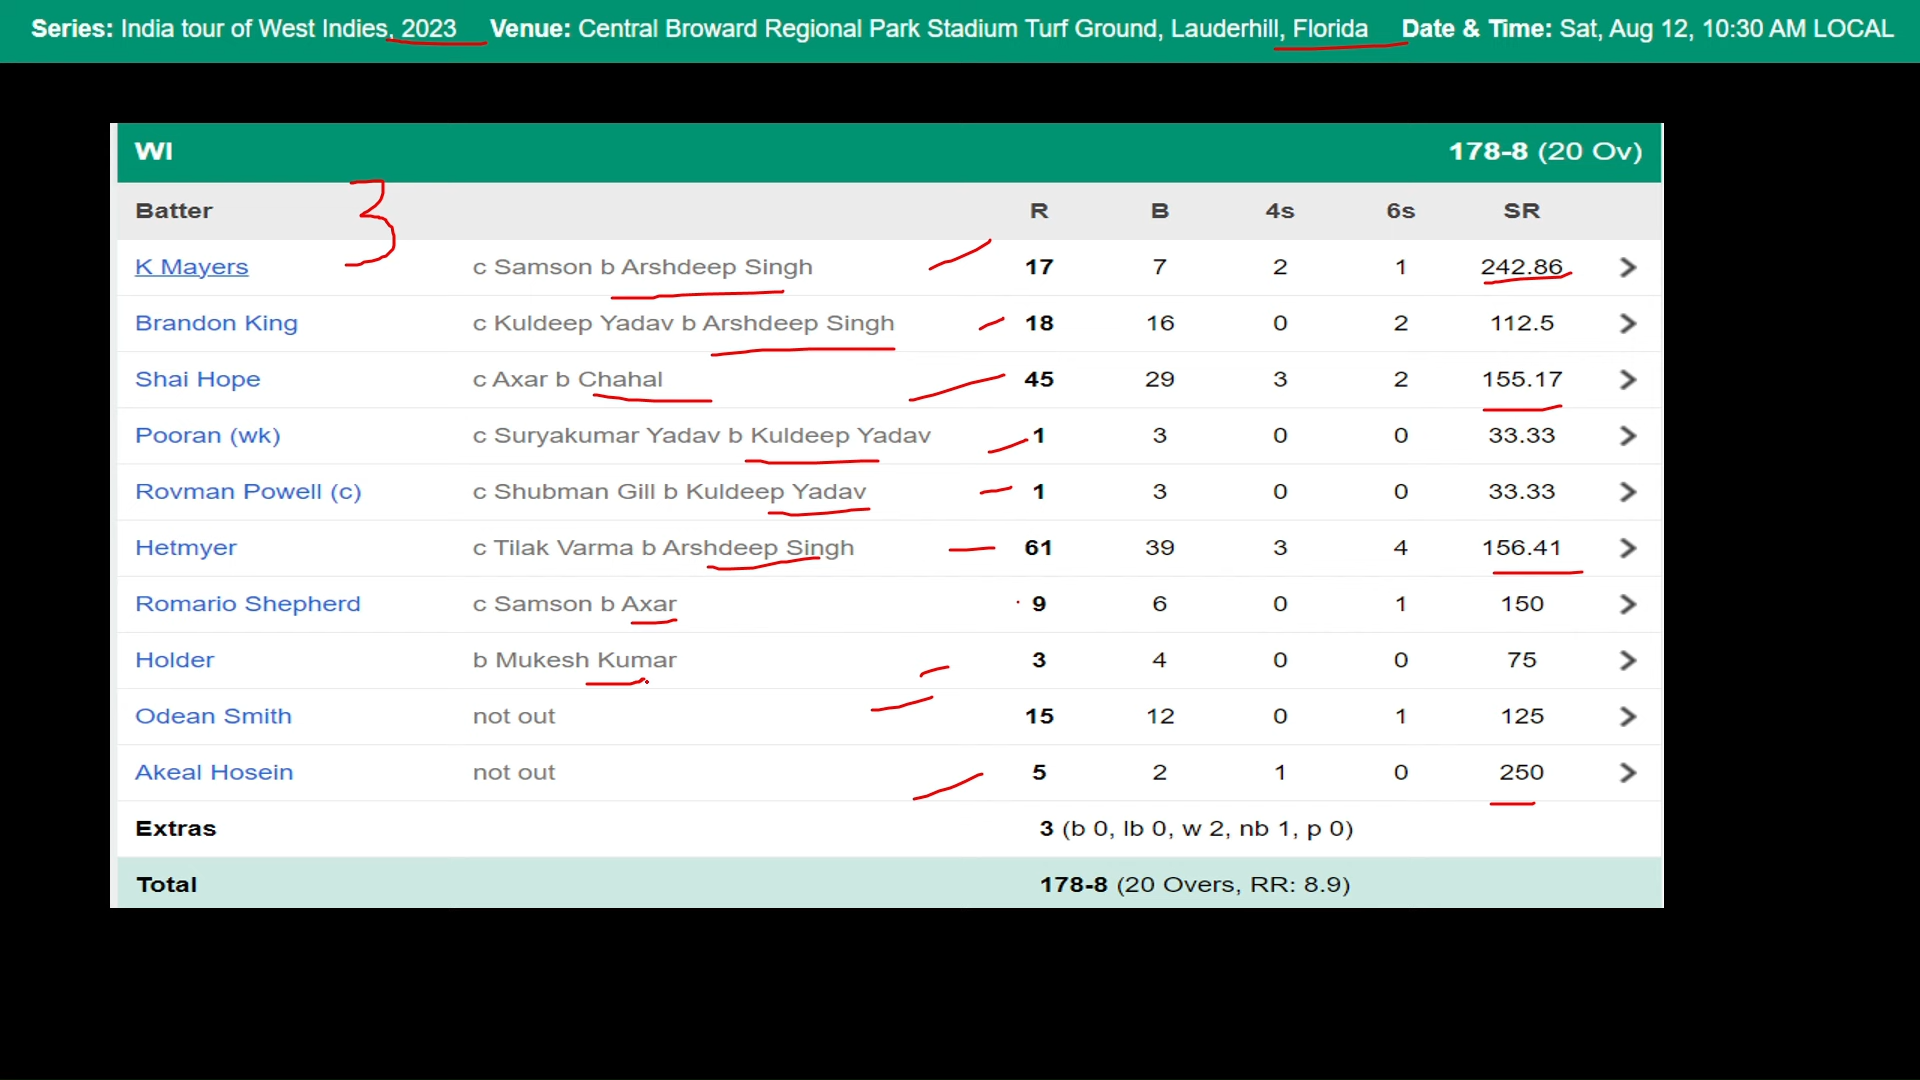 Series: India tour of West Indies, 2023 Venue: Central Broward Regional Park Stadium Turf Ground, Lauderhill, Florida Date & Time: Sat, Aug 12, 10:30 AM LOCAL
WI 178-8 (20 Ov)
3
Batter R B 4s 6s SR
K Mayers c Samson b Arshdeep Singh 17 7 2 1 242.86
Brandon King c Kuldeep Yadav b Arshdeep Singh 18 16 0 2 112.5
Shai Hope c Axar b Chahal 45 29 3 2 155.17
Pooran (wk) c Suryakumar Yadav b Kuldeep Yadav 1 3 0 0 33.33
Rovman Powell (c) c Shubman Gill b Kuldeep Yadav 1 3 0 0 33.33
Hetmyer c Tilak Varma b Arshdeep Singh 61 39 3 4 156.41
Romario Shepherd c Samson b Axar 9 6 0 1 150
Holder b Mukesh Kumar 3 4 0 0 75
Odean Smith not out 15 12 0 1 125
Akeal Hosein not out 5 2 1 0 250
Extras 3 (b 0, lb 0, w 2, nb 1, p 0)
Total 178-8 (20 Overs, RR: 8.9)